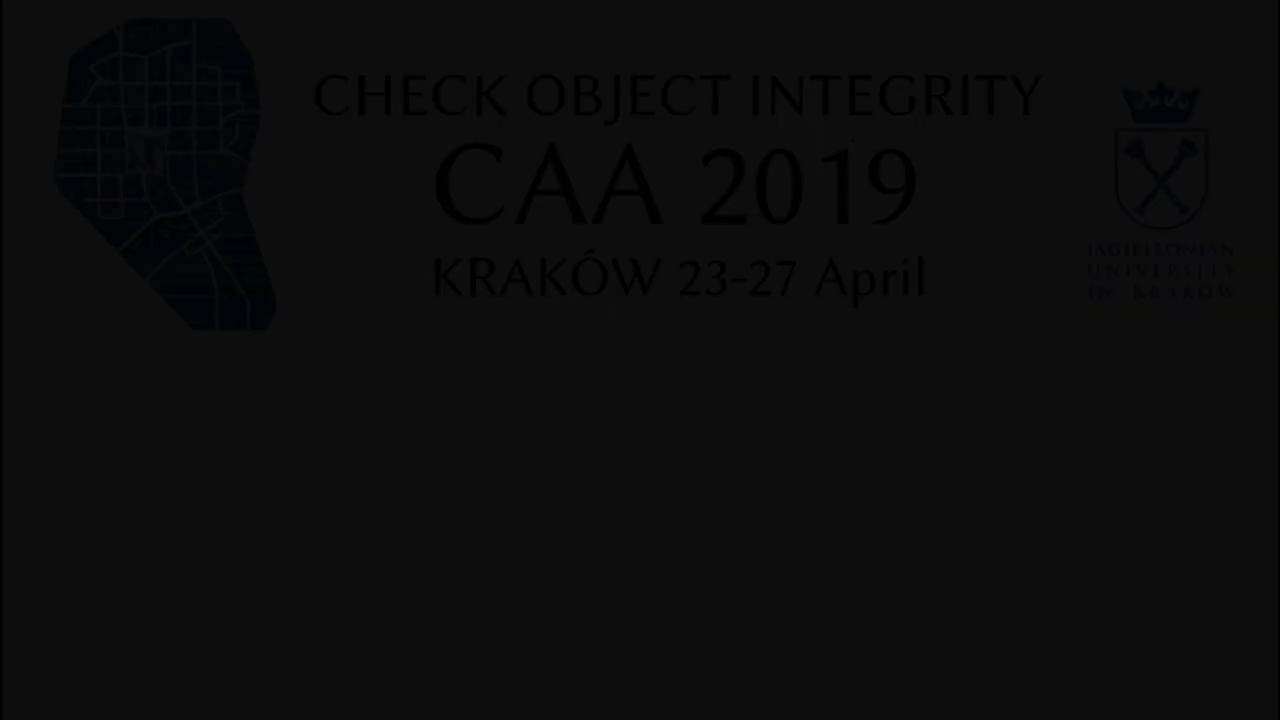 CHECK OBJECT INTEGRITY
CAA 2019
KRAKÓW 23-27 April
JAGIELLONIAN
UNIVERSITY
IN KRAKÓW